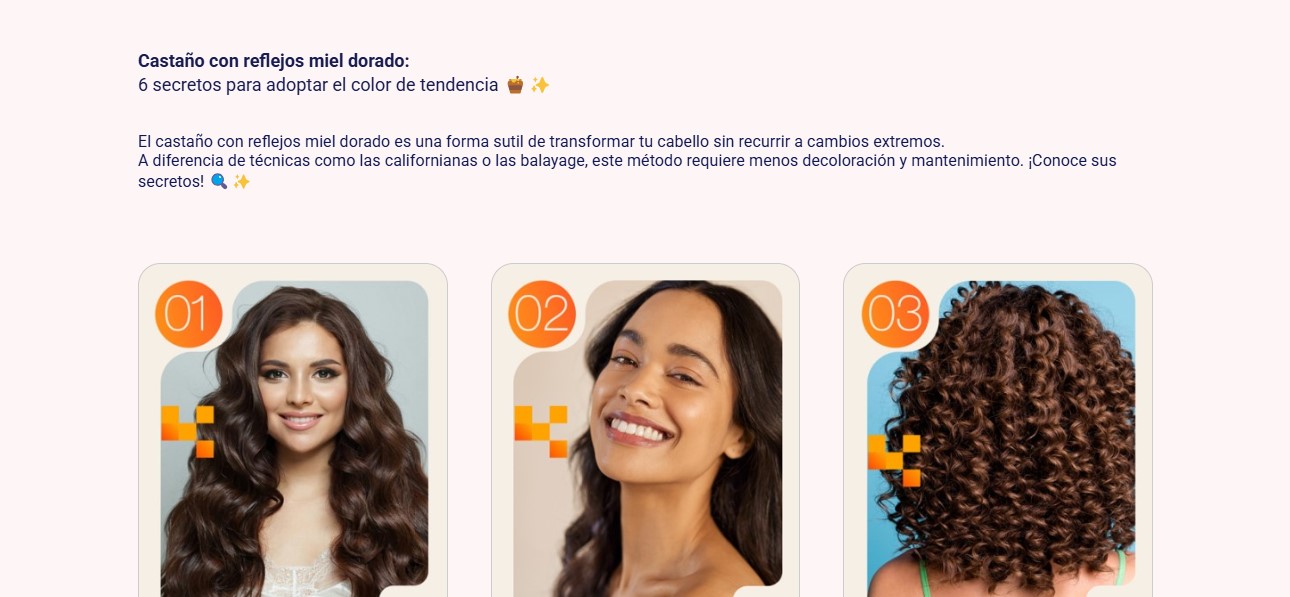 Castaño con reflejos miel dorado:
6 secretos para adoptar el color de tendencia 🍯 ✨
El castaño con reflejos miel dorado es una forma sutil de transformar tu cabello sin recurrir a cambios extremos.
A diferencia de técnicas como las californianas o las balayage, este método requiere menos decoloración y mantenimiento. ¡Conoce sus
secretos! 🔍 ✨
01
02
03